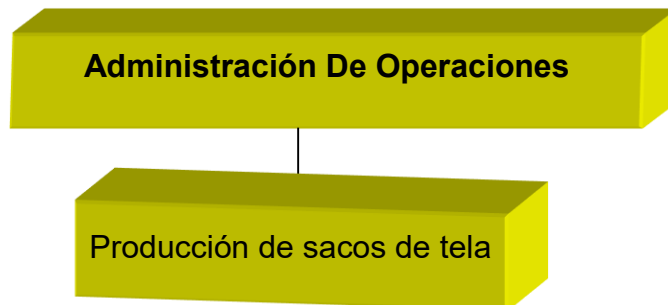 Administración De Operaciones
Producción de sacos de tela